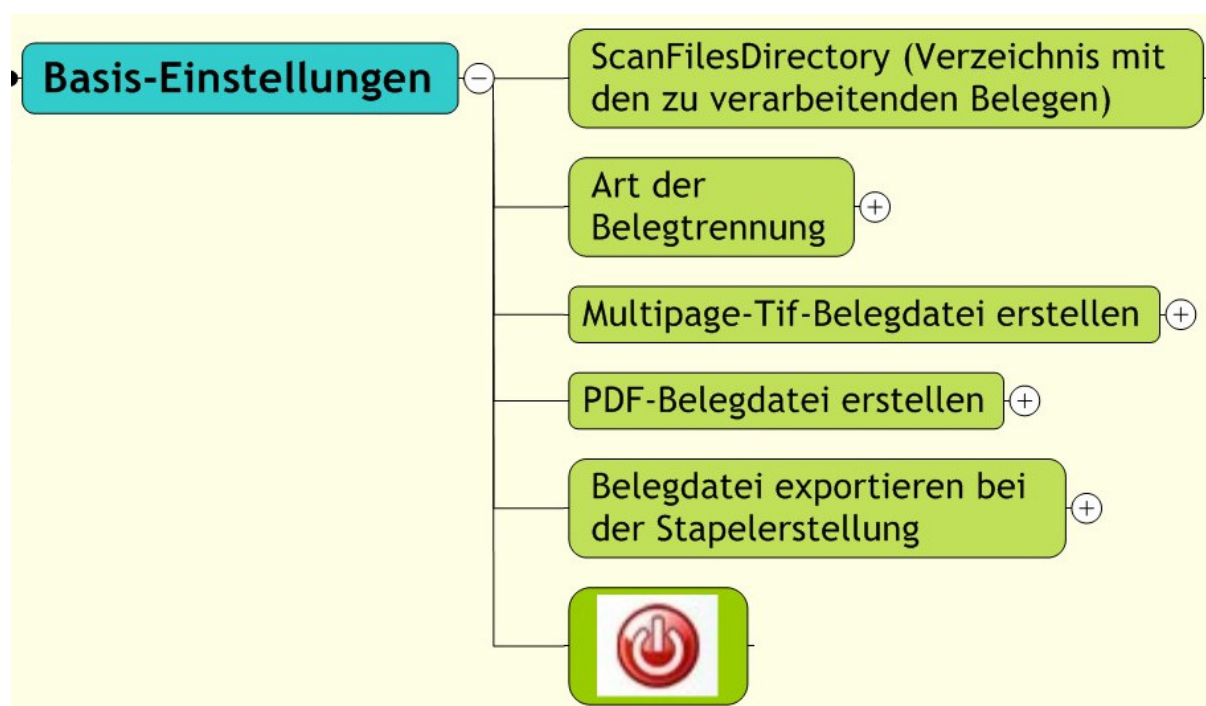 Basis-Einstellungen
ScanFilesDirectory (Verzeichnis mit
den zu verarbeitenden Belegen)
Art der
Belegtrennung
Multipage-Tif-Belegdatei erstellen
PDF-Belegdatei erstellen
Belegdatei exportieren bei
der Stapelerstellung